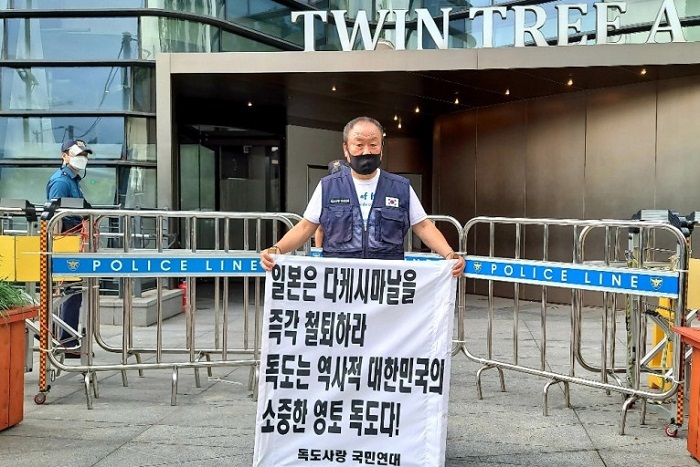 TWIN TREE A
POLICE LINE
POLICE LINE
일본은 다케시마날을
즉각 철퇴하라
독도는 역사적 대한민국의
소중한 영토 독도다!
독도사랑 국민연대